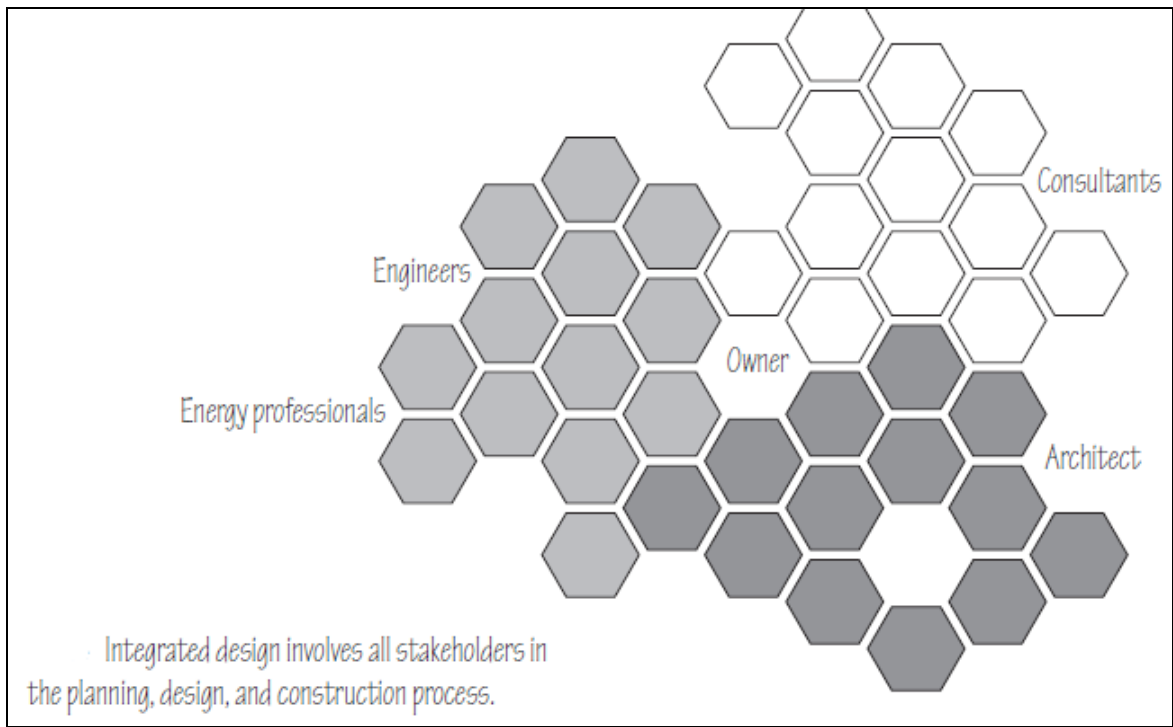 Consultants
Engineers
Owner
Energy professionals
Architect
Integrated design involves all stakeholders in
the planning, design, and construction process.